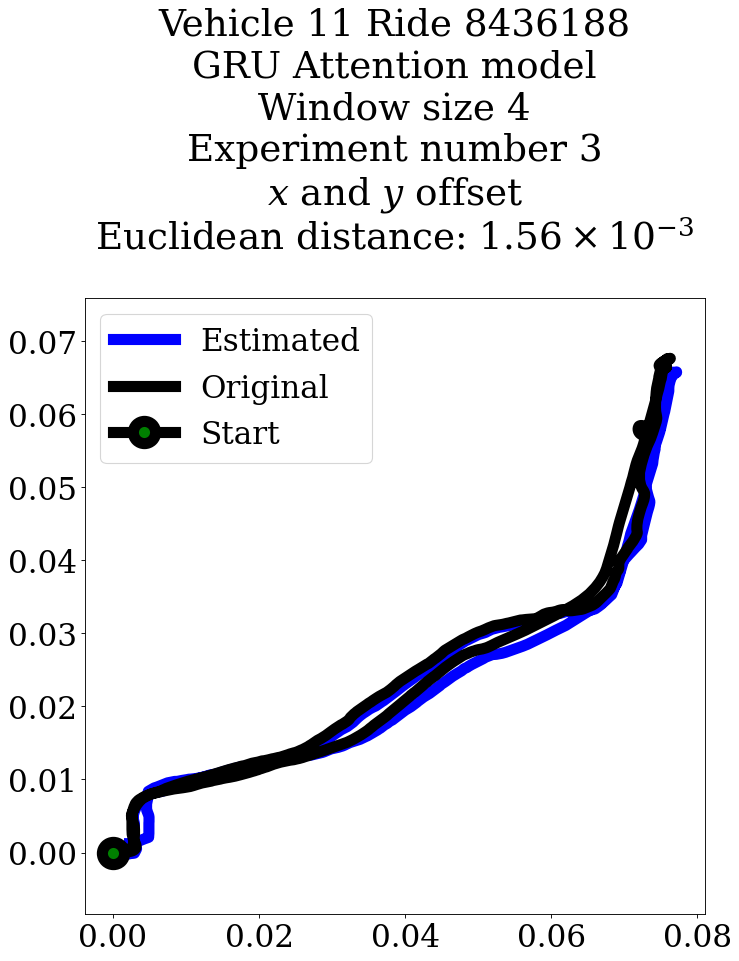 Vehicle 11 Ride 8436188
GRU Attention model
Window size 4
Experiment number 3
x and y offset
Euclidean distance: 1.56 × 10⁻³
Estimated
Original
Start
0.07
0.06
0.05
0.04
0.03
0.02
0.01
0.00
0.00 0.02 0.04 0.06 0.08